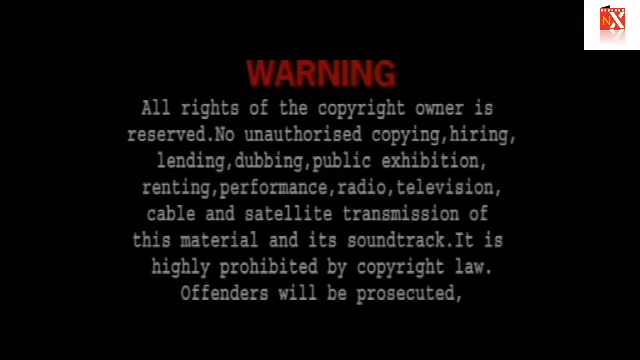 NX
WARNING
All rights of the copyright owner is
reserved.No unauthorised copying,hiring,
lending,dubbing,public exhibition,
renting,performance,radio,television,
cable and satellite transmission of
this material and its soundtrack.It is
highly prohibited by copyright law.
Offenders will be prosecuted,